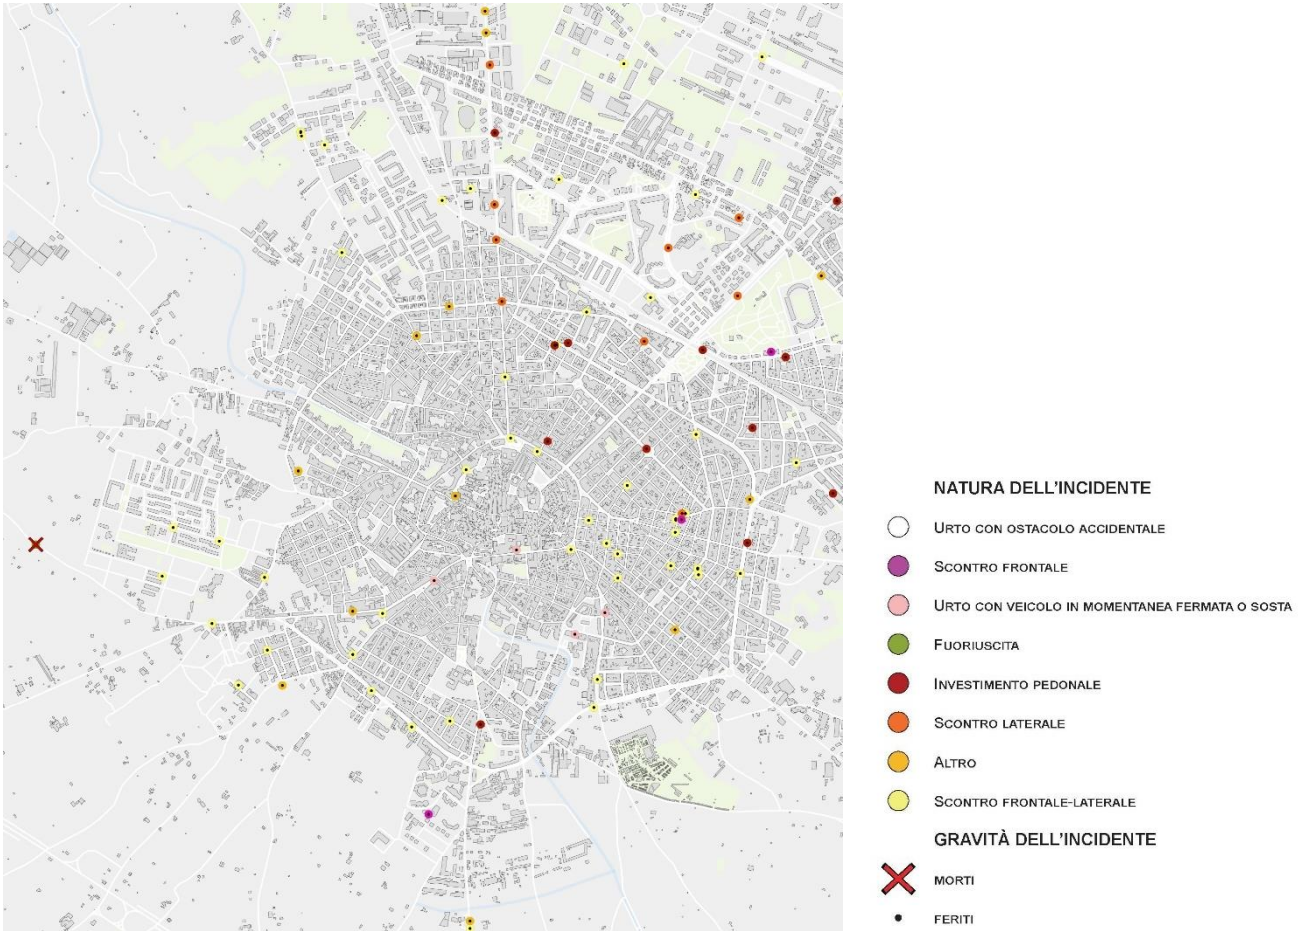 NATURA DELL'INCIDENTE
URTO CON OSTACOLO ACCIDENTALE
SCONTRO FRONTALE
URTO CON VEICOLO IN MOMENTANEA FERMATA O SOSTA
FUORIUSCITA
INVESTIMENTO PEDONALE
SCONTRO LATERALE
ALTRO
SCONTRO FRONTALE-LATERALE
GRAVITÀ DELL'INCIDENTE
MORTI
FERITI